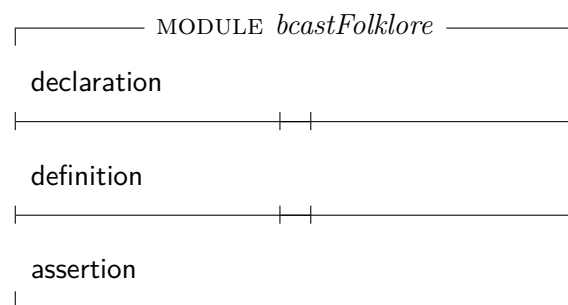 MODULE bcastFolklore
declaration
definition
assertion